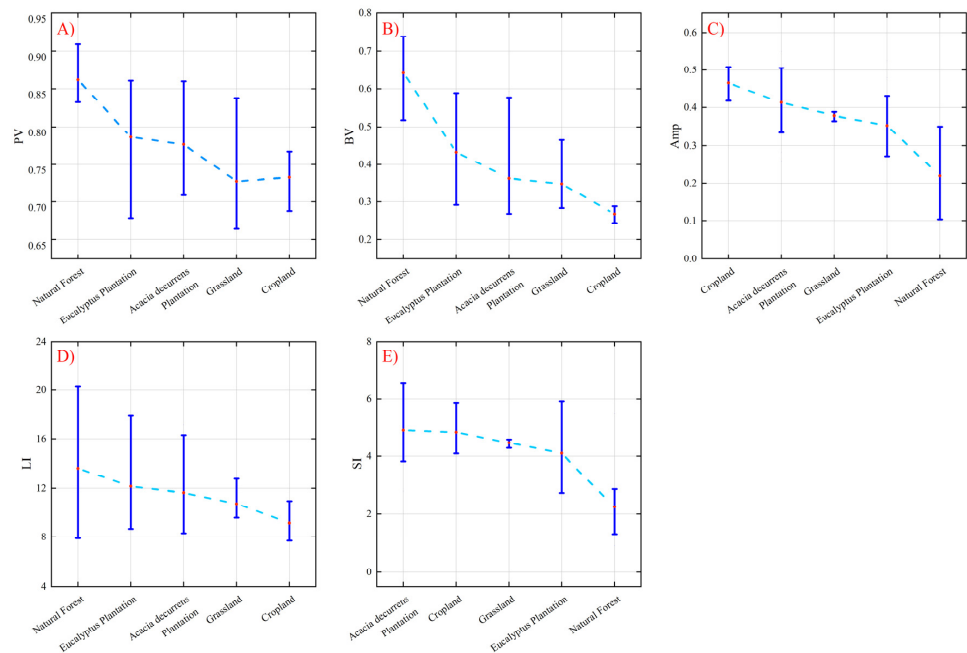 A)
PV
0.95
0.90
0.85
0.80
0.75
0.70
0.65
Natural Forest
Eucalyptus Plantation
Acacia decurrens
Plantation
Grassland
Cropland
B)
BV
0.8
0.7
0.6
0.5
0.4
0.3
0.2
Natural Forest
Eucalyptus Plantation
Acacia decurrens
Plantation
Grassland
Cropland
C)
Amp
0.6
0.5
0.4
0.3
0.2
0.1
0.0
Cropland
Acacia decurrens
Plantation
Grassland
Eucalyptus Plantation
Natural Forest
D)
LI
24
20
16
12
8
4
Natural Forest
Eucalyptus Plantation
Acacia decurrens
Plantation
Grassland
Cropland
E)
SI
8
6
4
2
0
Acacia decurrens
Plantation
Cropland
Grassland
Eucalyptus Plantation
Natural Forest